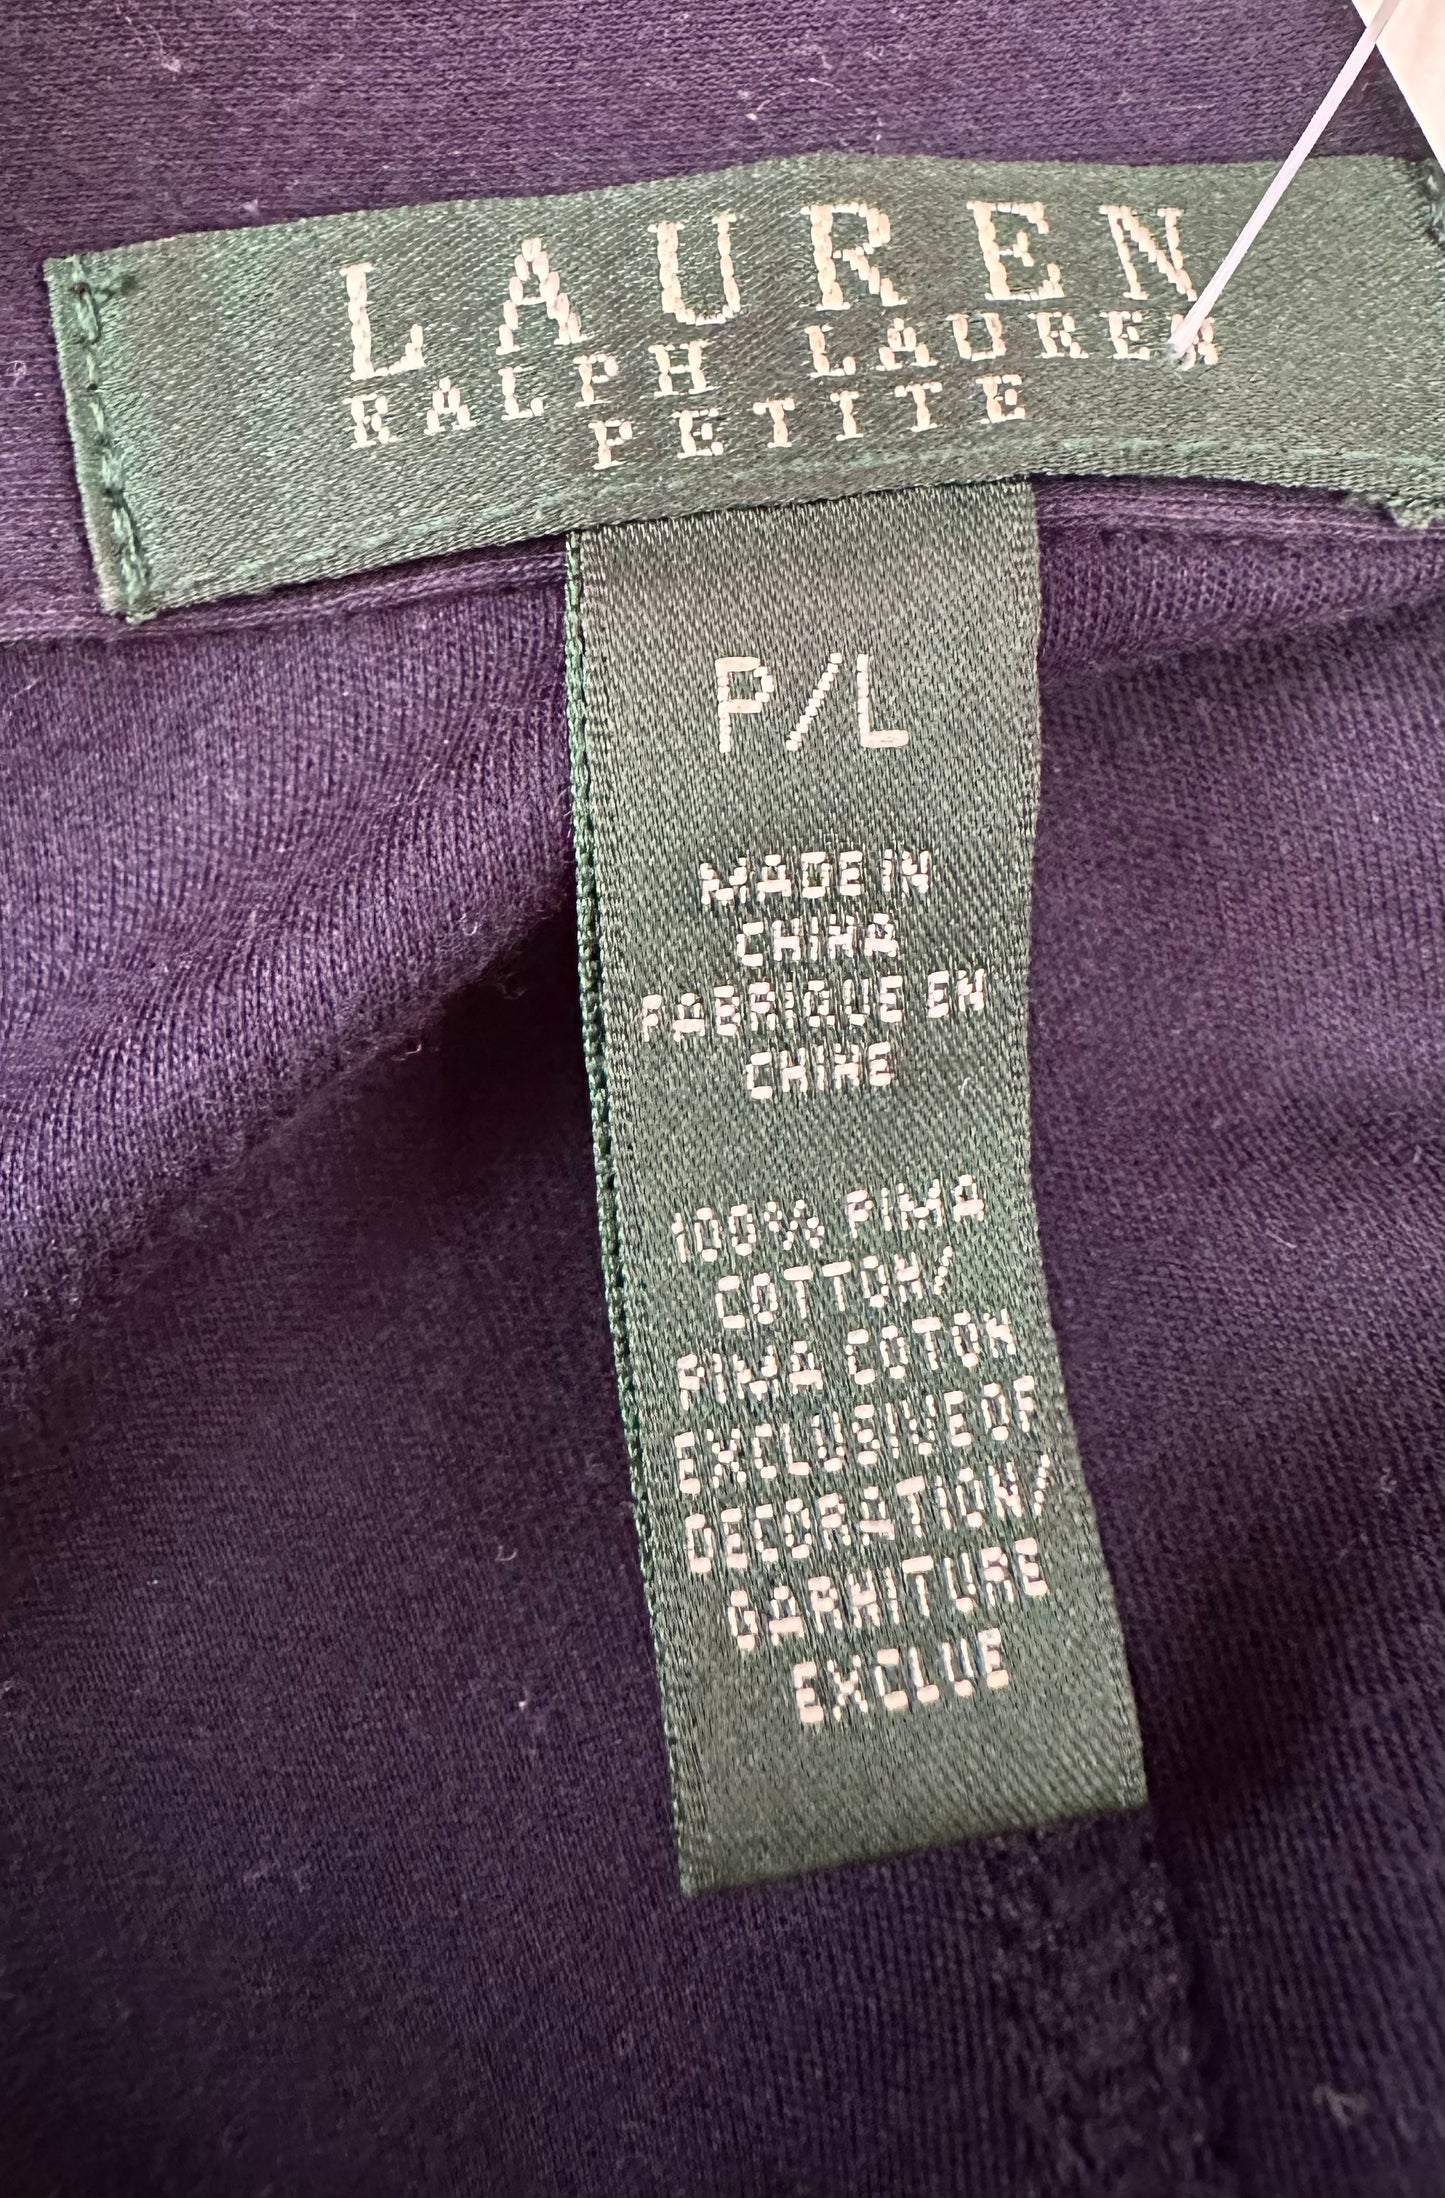 LAUREN
RALPH LAUREN
PETITE
P/L
MADE IN
CHINA
FABRIQUE EN
CHINE
100% PIMA
COTTON/
PIMA COTON
EXCLUSIVE OF
DECORATION/
GARNITURE
EXCLUE